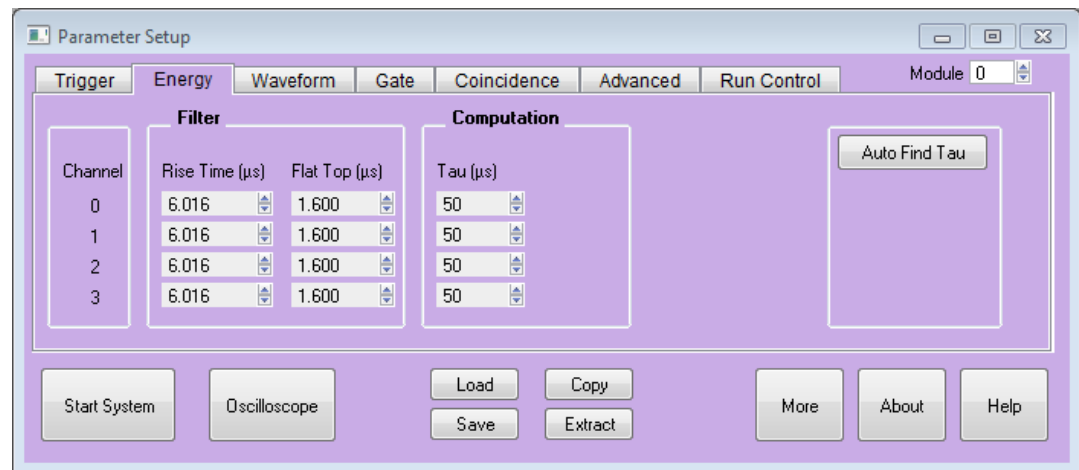 Parameter Setup
Trigger Energy Waveform Gate Coincidence Advanced Run Control Module 0
Filter Computation
Auto Find Tau
Channel Rise Time (µs) Flat Top (µs) Tau (µs)
0 6.016 1.600 50
1 6.016 1.600 50
2 6.016 1.600 50
3 6.016 1.600 50
Load Copy
Start System Oscilloscope More About Help
Save Extract